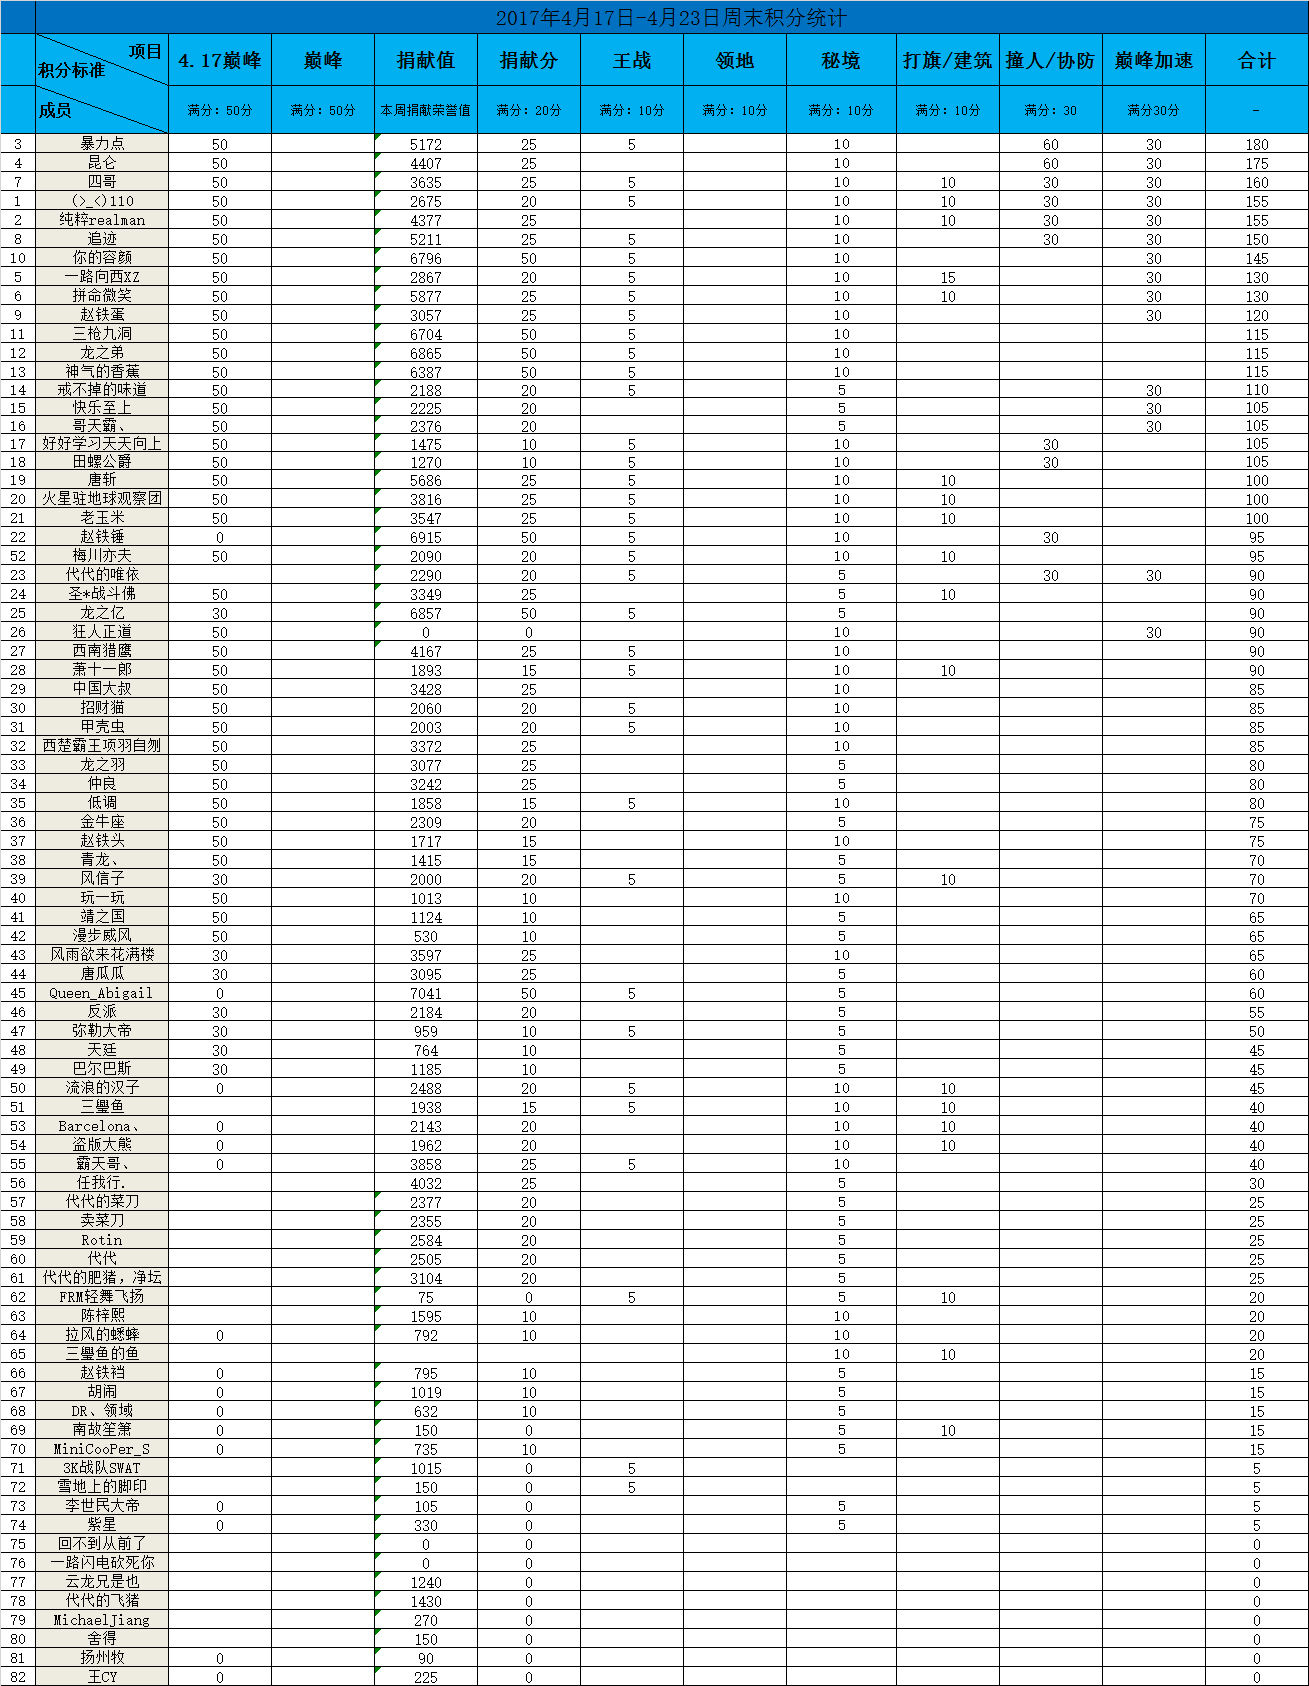 2017年4月17日-4月23日周末积分统计
项目 积分标准 4.17巅峰 巅峰 捐献值 捐献分 王战 领地 秘境 打旗/建筑 撞人/协防 巅峰加速 合计
成员 满分：50分 满分：50分 本周捐献荣誉值 满分：20分 满分：10分 满分：10分 满分：10分 满分：10分 满分：30 满分30分 -
3 暴力点 50 5172 25 5 10 60 30 180
4 昆仑 50 4407 25 10 60 30 175
7 四哥 50 3635 25 5 10 10 30 30 160
1 (>_<)110 50 2675 20 5 10 10 30 30 155
2 纯粹realman 50 4377 25 10 10 30 30 155
8 追迹 50 5211 25 5 10 30 30 150
10 你的容颜 50 6796 50 5 10 30 145
5 一路向西XZ 50 2867 20 5 10 15 30 130
6 拼命微笑 50 5877 25 5 10 10 30 130
9 赵铁蛋 50 3057 25 5 10 30 120
11 三枪九洞 50 6704 50 5 10 115
12 龙之弟 50 6865 50 5 10 115
13 神气的香蕉 50 6387 50 5 10 115
14 戒不掉的味道 50 2188 20 5 5 30 110
15 快乐至上 50 2225 20 5 30 105
16 哥天霸、 50 2376 20 5 30 105
17 好好学习天天向上 50 1475 10 5 10 30 105
18 田螺公爵 50 1270 10 5 10 30 105
19 唐斩 50 5686 25 5 10 10 100
20 火星驻地球观察团 50 3816 25 5 10 10 100
21 老玉米 50 3547 25 5 10 10 100
22 赵铁锤 0 6915 50 5 10 30 95
52 梅川亦夫 50 2090 20 5 10 10 95
23 代代的唯依 2290 20 5 5 30 30 90
24 圣*战斗佛 50 3349 25 5 10 90
25 龙之亿 30 6857 50 5 5 90
26 狂人正道 50 0 0 10 30 90
27 西南猎鹰 50 4167 25 5 10 90
28 萧十一郎 50 1893 15 5 10 10 90
29 中国大叔 50 3428 25 10 85
30 招财猫 50 2060 20 5 10 85
31 甲壳虫 50 2003 20 5 10 85
32 西楚霸王项羽自刎 50 3372 25 10 85
33 龙之羽 50 3077 25 5 80
34 仲良 50 3242 25 5 80
35 低调 50 1858 15 5 10 80
36 金牛座 50 2309 20 5 75
37 赵铁头 50 1717 15 10 75
38 青龙、 50 1415 15 5 70
39 风信子 30 2000 20 5 5 10 70
40 玩一玩 50 1013 10 10 70
41 靖之国 50 1124 10 5 65
42 漫步威风 50 530 10 5 65
43 风雨欲来花满楼 30 3597 25 10 65
44 唐瓜瓜 30 3095 25 5 60
45 Queen_Abigail 0 7041 50 5 5 60
46 反派 30 2184 20 5 55
47 弥勒大帝 30 959 10 5 5 50
48 天廷 30 764 10 5 45
49 巴尔巴斯 30 1185 10 5 45
50 流浪的汉子 0 2488 20 5 10 10 45
51 三璺鱼 1938 15 5 10 10 40
53 Barcelona、 0 2143 20 10 10 40
54 盗版大熊 0 1962 20 10 10 40
55 霸天哥、 0 3858 25 5 10 40
56 任我行. 4032 25 5 30
57 代代的菜刀 2377 20 5 25
58 卖菜刀 2355 20 5 25
59 Rotin 2584 20 5 25
60 代代 2505 20 5 25
61 代代的肥猪，净坛 3104 20 5 25
62 FRM轻舞飞扬 75 0 5 5 10 20
63 陈梓熙 1595 10 10 20
64 拉风的蟋蟀 0 792 10 10 20
65 三璺鱼的鱼 10 10 20
66 赵铁裆 0 795 10 5 15
67 胡闹 0 1019 10 5 15
68 DR、领域 0 632 10 5 15
69 南故笙箫 0 150 0 5 10 15
70 MiniCooPer_S 0 735 10 5 15
71 3K战队SWAT 1015 0 5 5
72 雪地上的脚印 150 0 5 5
73 李世民大帝 0 105 0 5 5
74 紫星 0 330 0 5 5
75 回不到从前了 0 0 0
76 一路闪电砍死你 0 0 0
77 云龙兄是也 1240 0 0
78 代代的飞猪 1430 0 0
79 MichaelJiang 270 0 0
80 舍得 150 0 0
81 扬州牧 0 90 0 0
82 王CY 0 225 0 0